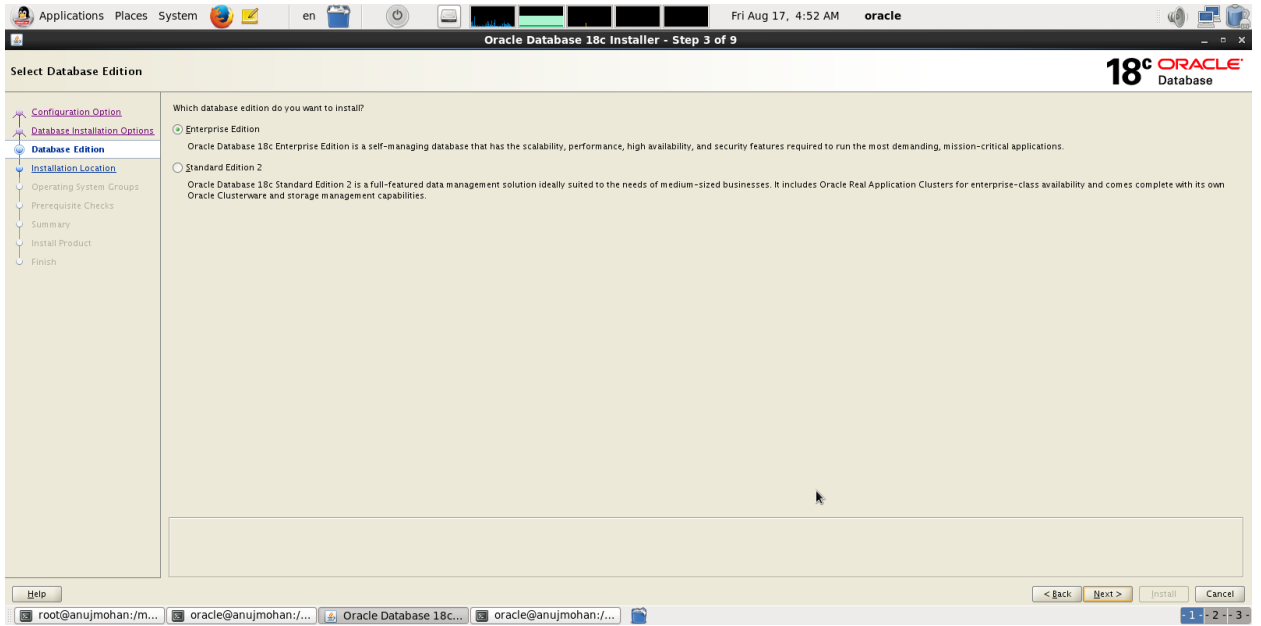 Applications Places System en Fri Aug 17, 4:52 AM oracle
Oracle Database 18c Installer - Step 3 of 9
Select Database Edition
18c ORACLE
Database
Configuration Option
Database Installation Options
Database Edition
Installation Location
Operating System Groups
Prerequisite Checks
Summary
Install Product
Finish
Which database edition do you want to install?
Enterprise Edition
Oracle Database 18c Enterprise Edition is a self-managing database that has the scalability, performance, high availability, and security features required to run the most demanding, mission-critical applications.
Standard Edition 2
Oracle Database 18c Standard Edition 2 is a full-featured data management solution ideally suited to the needs of medium-sized businesses. It includes Oracle Real Application Clusters for enterprise-class availability and comes complete with its own
Oracle Clusterware and storage management capabilities.
Help < Back Next > Install Cancel
root@anujmohan:/m... oracle@anujmohan:/... Oracle Database 18c... oracle@anujmohan:/... - 1 - - 2 - - 3 -